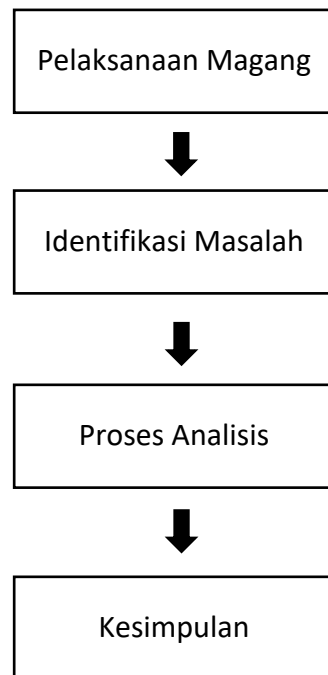 Pelaksanaan Magang
Identifikasi Masalah
Proses Analisis
Kesimpulan